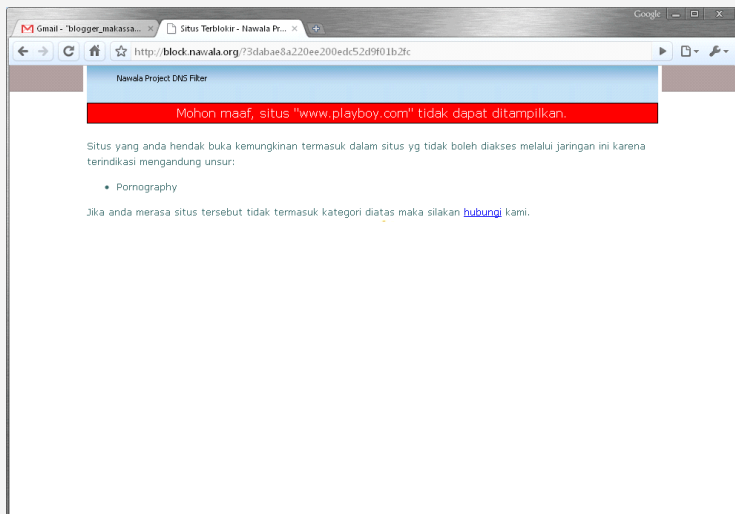 Google
Gmail - "blogger_makassa...
Situs Terblokir - Nawala Pr...
http://block.nawala.org/?3dabae8a220ee200edc52d9f01b2fc
Nawala Project DNS Filter
Mohon maaf, situs "www.playboy.com" tidak dapat ditampilkan.
Situs yang anda hendak buka kemungkinan termasuk dalam situs yg tidak boleh diakses melalui jaringan ini karena
terindikasi mengandung unsur:
• Pornography
Jika anda merasa situs tersebut tidak termasuk kategori diatas maka silakan hubungi kami.